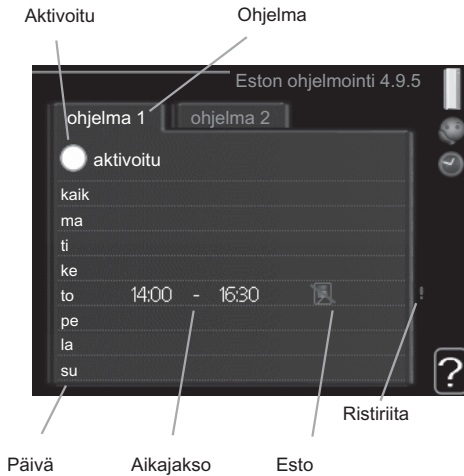 Aktivoitu Ohjelma
Eston ohjelmointi 4.9.5
ohjelma 1 ohjelma 2
aktivoitu
kaik
ma
ti
ke
to 14:00 - 16:30 !
pe
la
su
?
Ristiriita
Päivä Aikajakso Esto